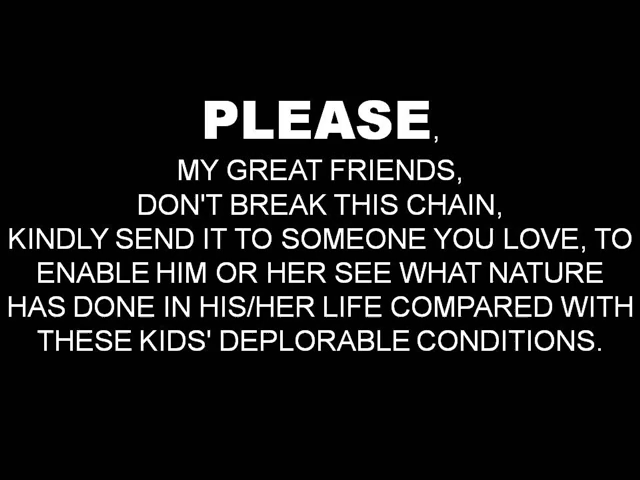 PLEASE,
MY GREAT FRIENDS,
DON'T BREAK THIS CHAIN,
KINDLY SEND IT TO SOMEONE YOU LOVE, TO
ENABLE HIM OR HER SEE WHAT NATURE
HAS DONE IN HIS/HER LIFE COMPARED WITH
THESE KIDS' DEPLORABLE CONDITIONS.